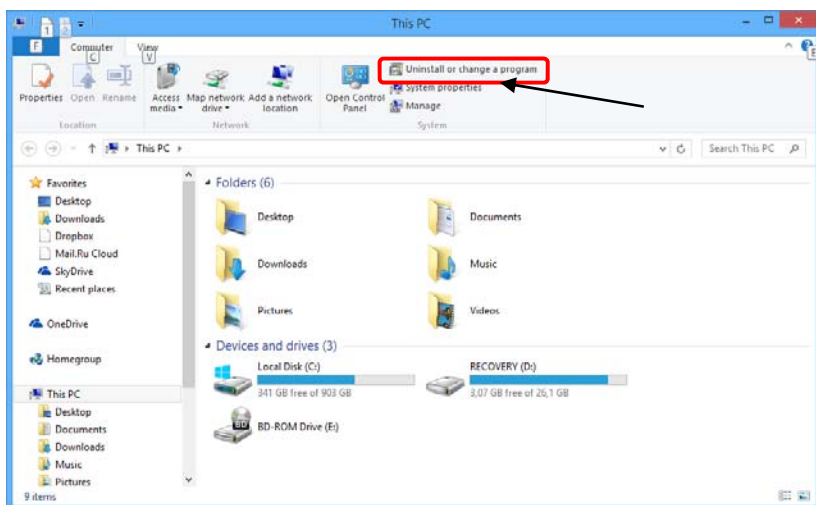 This PC
1
2
F
Computer
View
C
V
E
Properties
Open
Rename
Access media
Map network drive
Add a network location
Open Control Panel
Uninstall or change a program
System properties
Manage
Location
Network
System
This PC
Search This PC
Favorites
Desktop
Downloads
Dropbox
Mail.Ru Cloud
SkyDrive
Recent places
OneDrive
Homegroup
This PC
Desktop
Documents
Downloads
Music
Pictures
Folders (6)
Desktop
Documents
Downloads
Music
Pictures
Videos
Devices and drives (3)
Local Disk (C:)
341 GB free of 903 GB
RECOVERY (D:)
3,07 GB free of 26,1 GB
BD
BD-ROM Drive (E:)
9 items